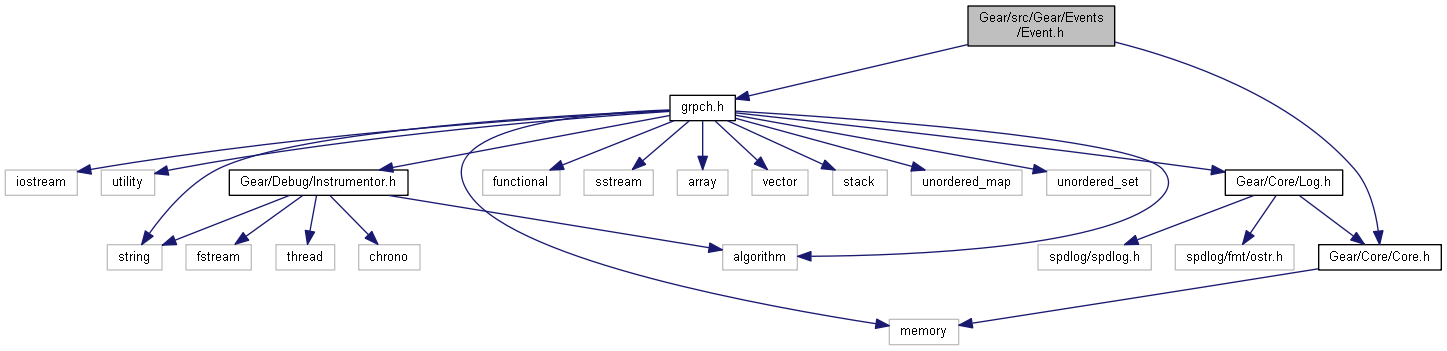 Gear/src/Gear/Events
/Event.h
grpch.h
iostream
utility
Gear/Debug/Instrumentor.h
functional
sstream
array
vector
stack
unordered_map
unordered_set
Gear/Core/Log.h
string
fstream
thread
chrono
algorithm
spdlog/spdlog.h
spdlog/fmt/ostr.h
Gear/Core/Core.h
memory